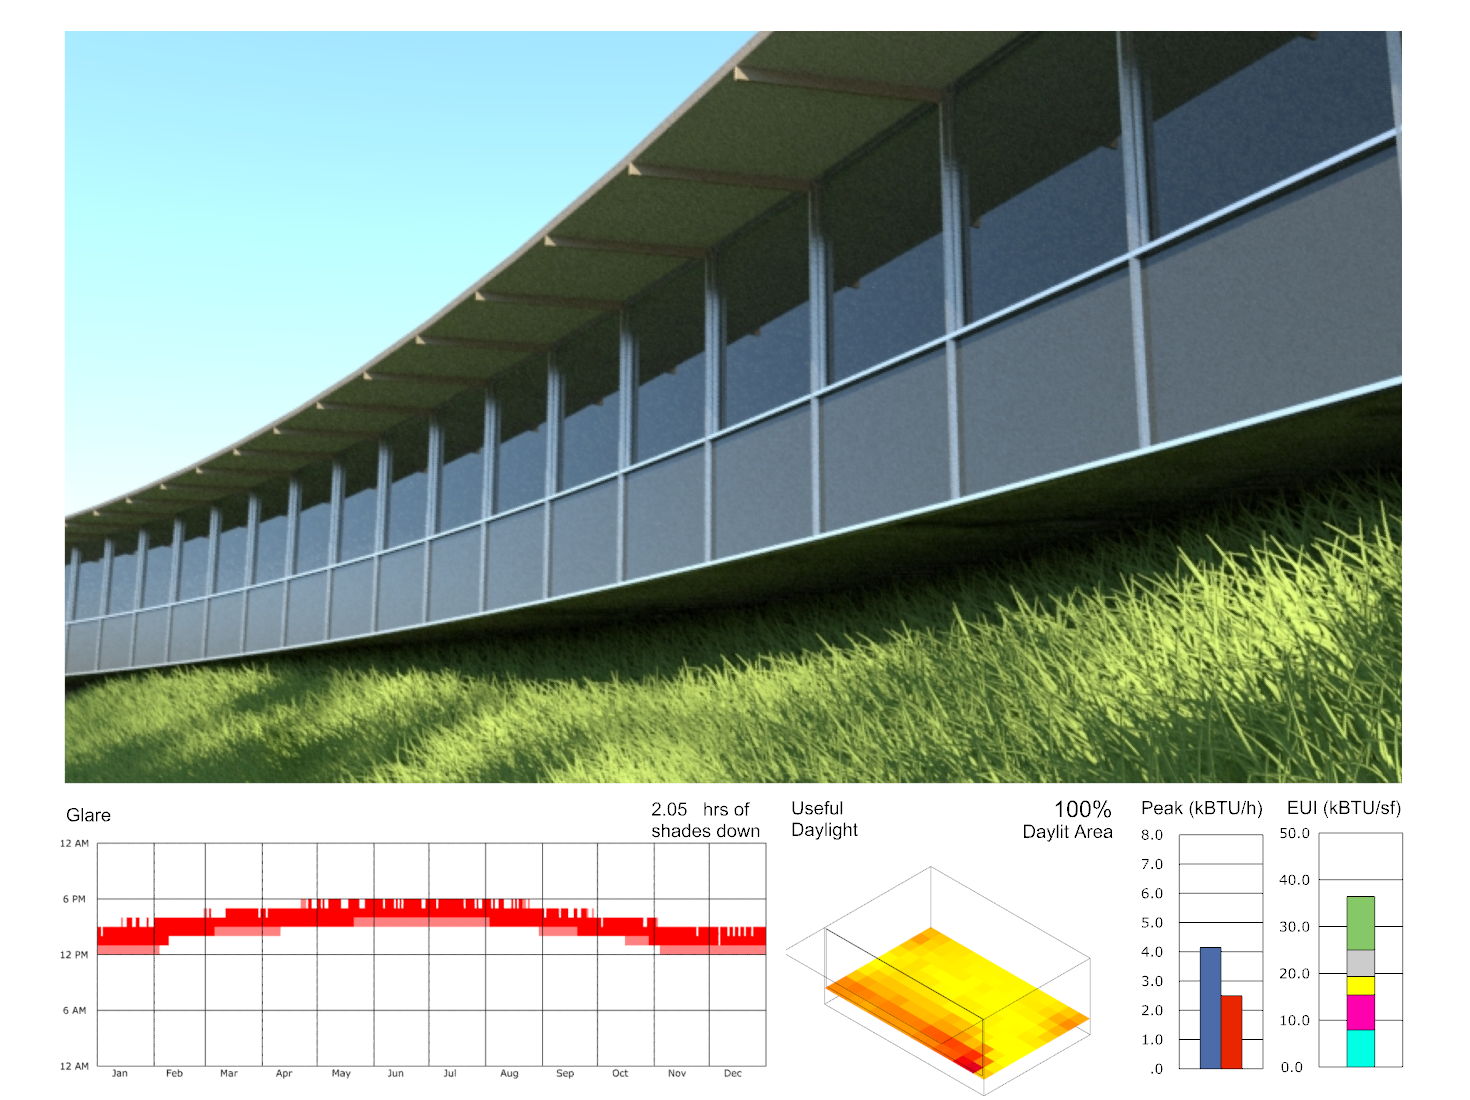 Glare
2.05 hrs of
shades down
12 AM
6 PM
12 PM
6 AM
12 AM
Jan Feb Mar Apr May Jun Jul Aug Sep Oct Nov Dec
Useful
Daylight
100%
Daylit Area
Peak (kBTU/h)
8.0
7.0
6.0
5.0
4.0
3.0
2.0
1.0
.0
EUI (kBTU/sf)
50.0
40.0
30.0
20.0
10.0
0.0